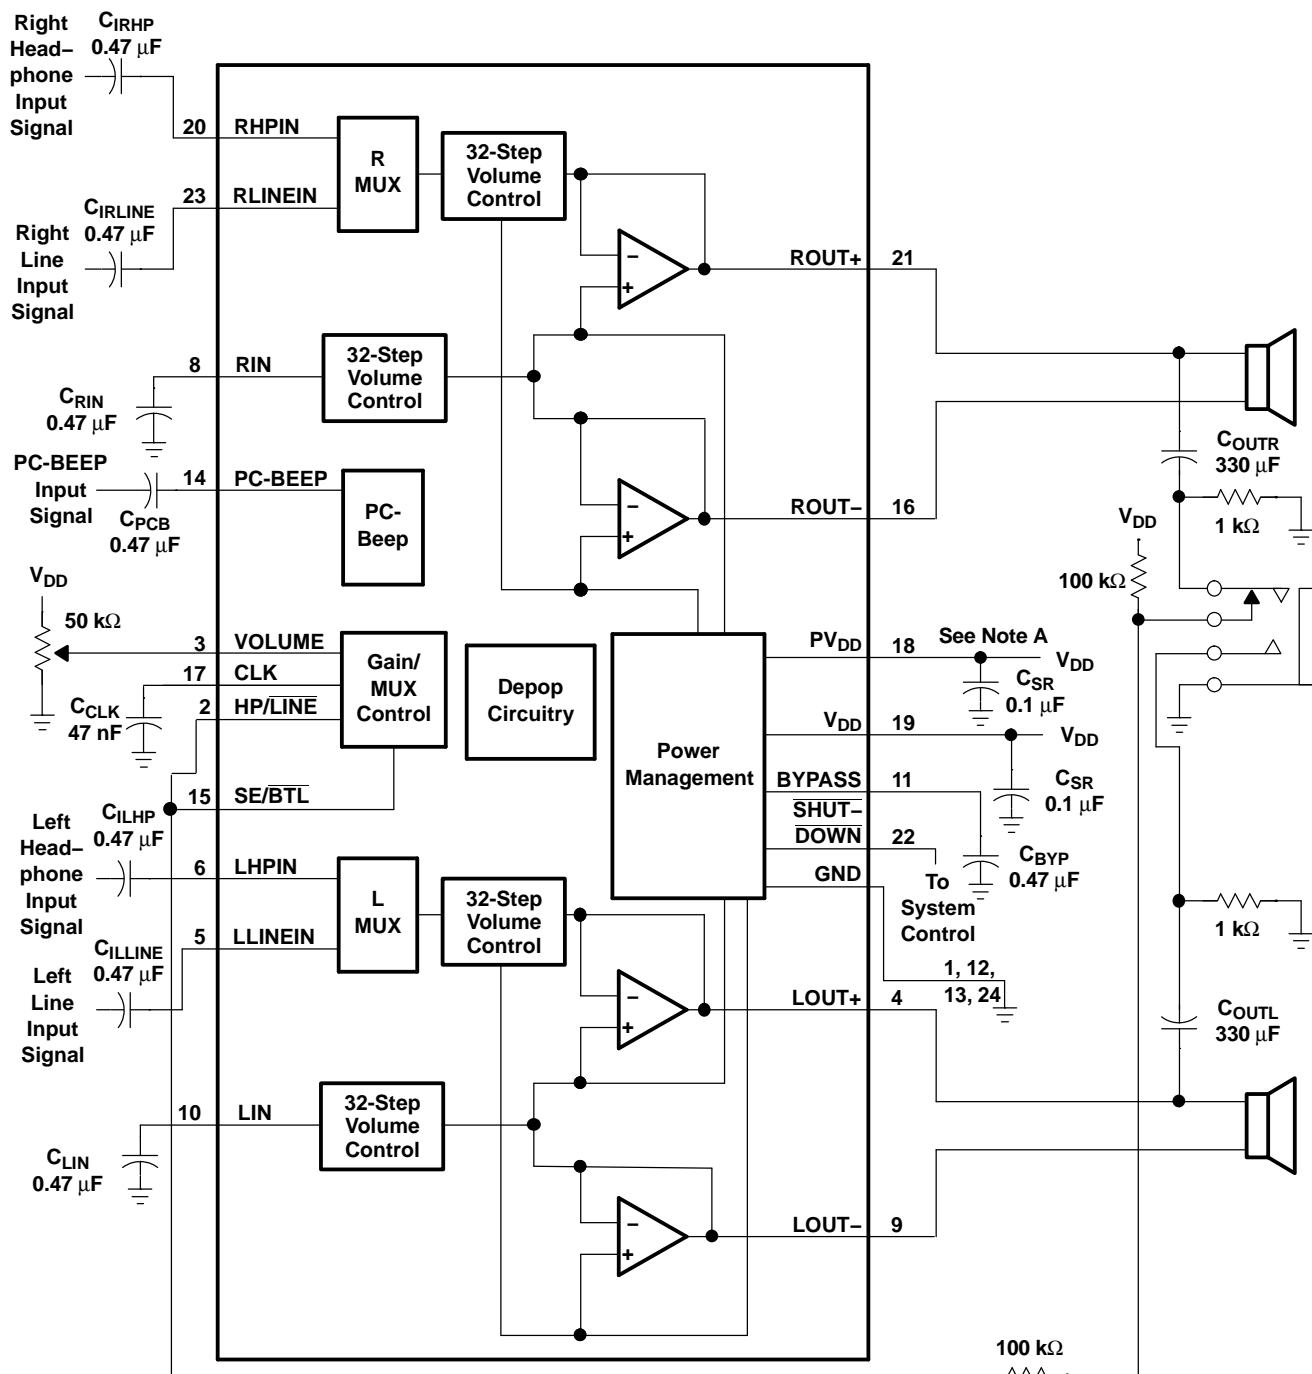 Right
Head–
phone
Input
Signal
CIRHP
0.47 µF
20
RHPIN
R
MUX
32-Step
Volume
Control
23
RLINEIN
CIRLINE
0.47 µF
Right
Line
Input
Signal
–
+
ROUT+
21
8
RIN
32-Step
Volume
Control
CRIN
0.47 µF
COUTR
330 µF
PC-BEEP
Input
Signal
14
PC-BEEP
PC-
Beep
CPCB
0.47 µF
–
+
ROUT–
16
1 kΩ
VDD
100 kΩ
VDD
50 kΩ
3
VOLUME
17
CLK
2
HP/LINE
Gain/
MUX
Control
CCLK
47 nF
Depop
Circuitry
Power
Management
PVDD
18
See Note A
VDD
CSR
0.1 µF
VDD
19
VDD
CSR
0.1 µF
BYPASS
11
SHUT–
DOWN
22
CBYP
0.47 µF
GND
To
System
Control
1, 12,
13, 24
15
SE/BTL
CILHP
0.47 µF
Left
Head–
phone
Input
Signal
6
LHPIN
L
MUX
32-Step
Volume
Control
5
LLINEIN
CILLINE
0.47 µF
Left
Line
Input
Signal
–
+
LOUT+
4
1 kΩ
COUTL
330 µF
10
LIN
32-Step
Volume
Control
CLIN
0.47 µF
–
+
LOUT–
9
100 kΩ